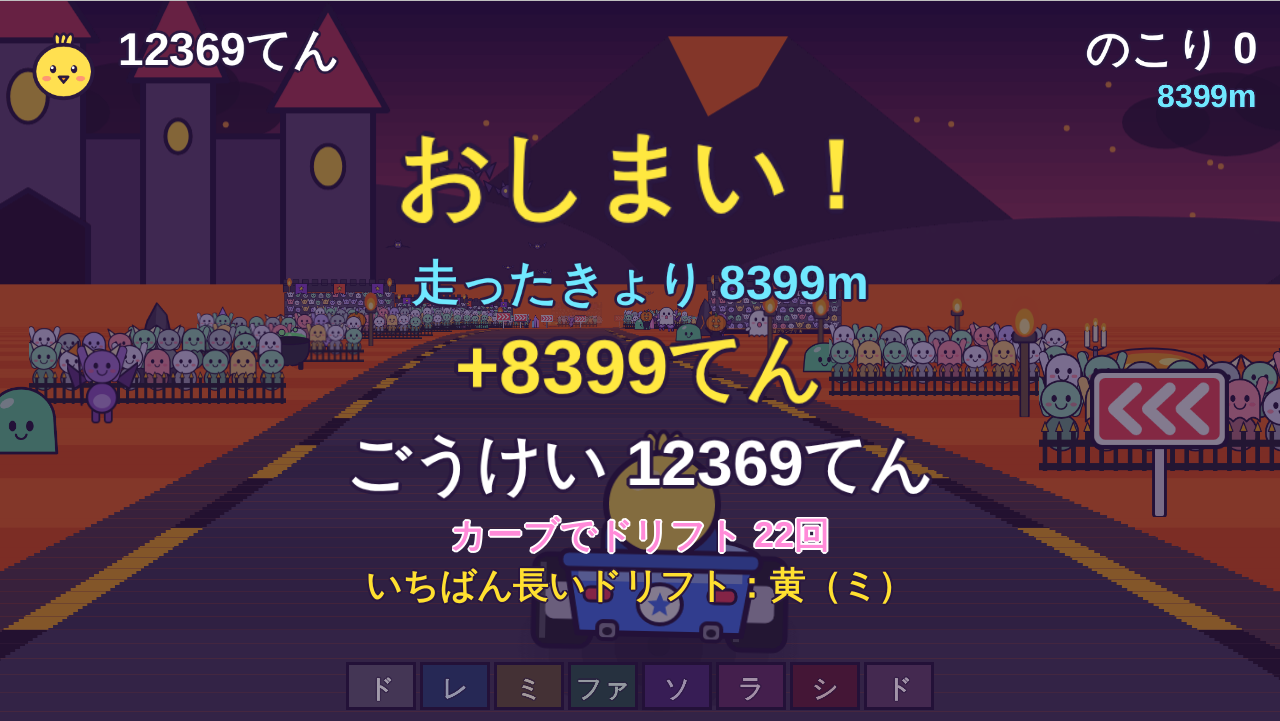 12369てん
のこり 0
8399m
おしまい！
走ったきょり 8399m
+8399てん
ごうけい 12369てん
カーブでドリフト 22回
いちばん長いドリフト：黄（ミ）
ド レ ミ ファ ソ ラ シ ド